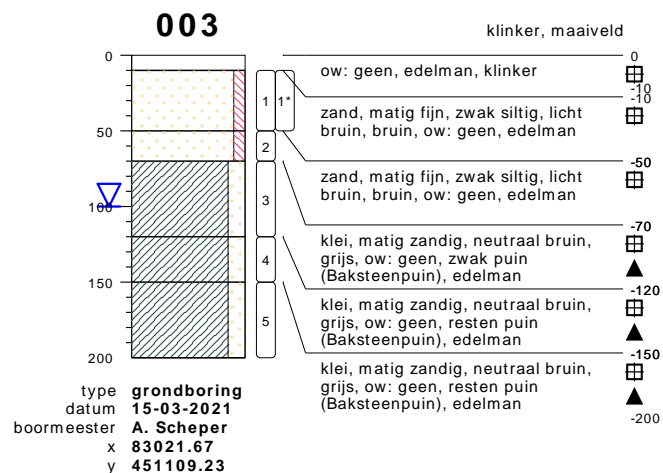 003
klinker, maaiveld
0
50
100
150
200
1
1*
2
3
4
5
0
ow: geen, edelman, klinker
-10
-10
zand, matig fijn, zwak siltig, licht
bruin, bruin, ow: geen, edelman
-50
zand, matig fijn, zwak siltig, licht
bruin, bruin, ow: geen, edelman
-70
klei, matig zandig, neutraal bruin,
grijs, ow: geen, zwak puin
(Baksteenpuin), edelman
-120
klei, matig zandig, neutraal bruin,
grijs, ow: geen, resten puin
(Baksteenpuin), edelman
-150
klei, matig zandig, neutraal bruin,
grijs, ow: geen, resten puin
(Baksteenpuin), edelman
-200
type grondboring
datum 15-03-2021
boormeester A. Scheper
x 83021.67
y 451109.23